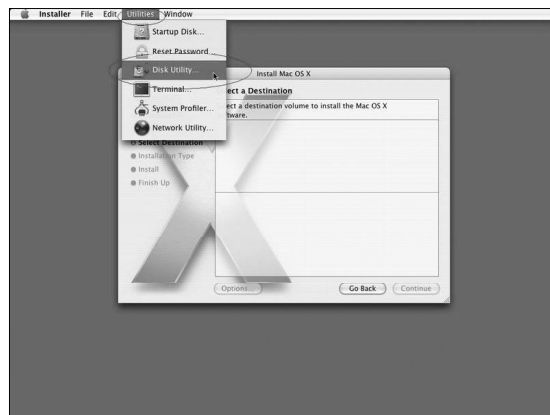 Installer File Edit Utilities Window
Startup Disk...
Reset Password...
Disk Utility...
Terminal...
System Profiler...
Network Utility...
Install Mac OS X
ect a Destination
ect a destination volume to install the Mac OS X
tware.
Select Destination
Installation Type
Install
Finish Up
Options...
Go Back
Continue